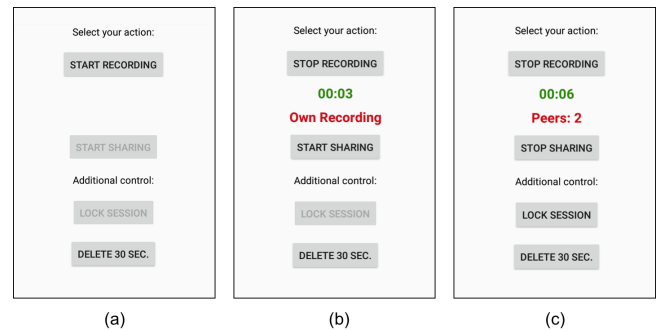 Select your action:
START RECORDING
START SHARING
Additional control:
LOCK SESSION
DELETE 30 SEC.
(a)
Select your action:
STOP RECORDING
00:03
Own Recording
START SHARING
Additional control:
LOCK SESSION
DELETE 30 SEC.
(b)
Select your action:
STOP RECORDING
00:06
Peers: 2
STOP SHARING
Additional control:
LOCK SESSION
DELETE 30 SEC.
(c)